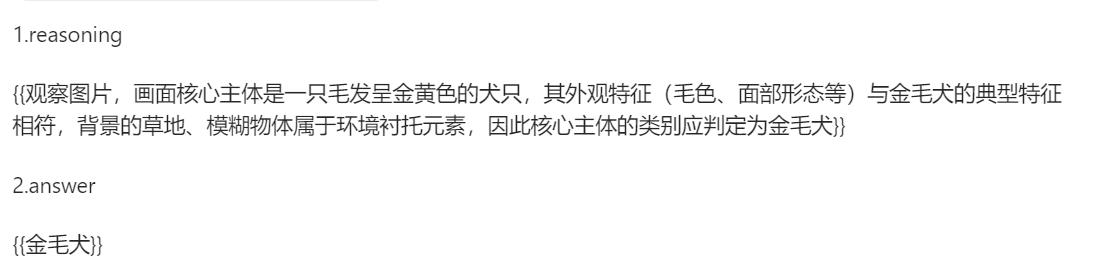 1.reasoning
{{观察图片，画面核心主体是一只毛发呈金黄色的犬只，其外观特征（毛色、面部形态等）与金毛犬的典型特征
相符，背景的草地、模糊物体属于环境衬托元素，因此核心主体的类别应判定为金毛犬}}
2.answer
{{金毛犬}}